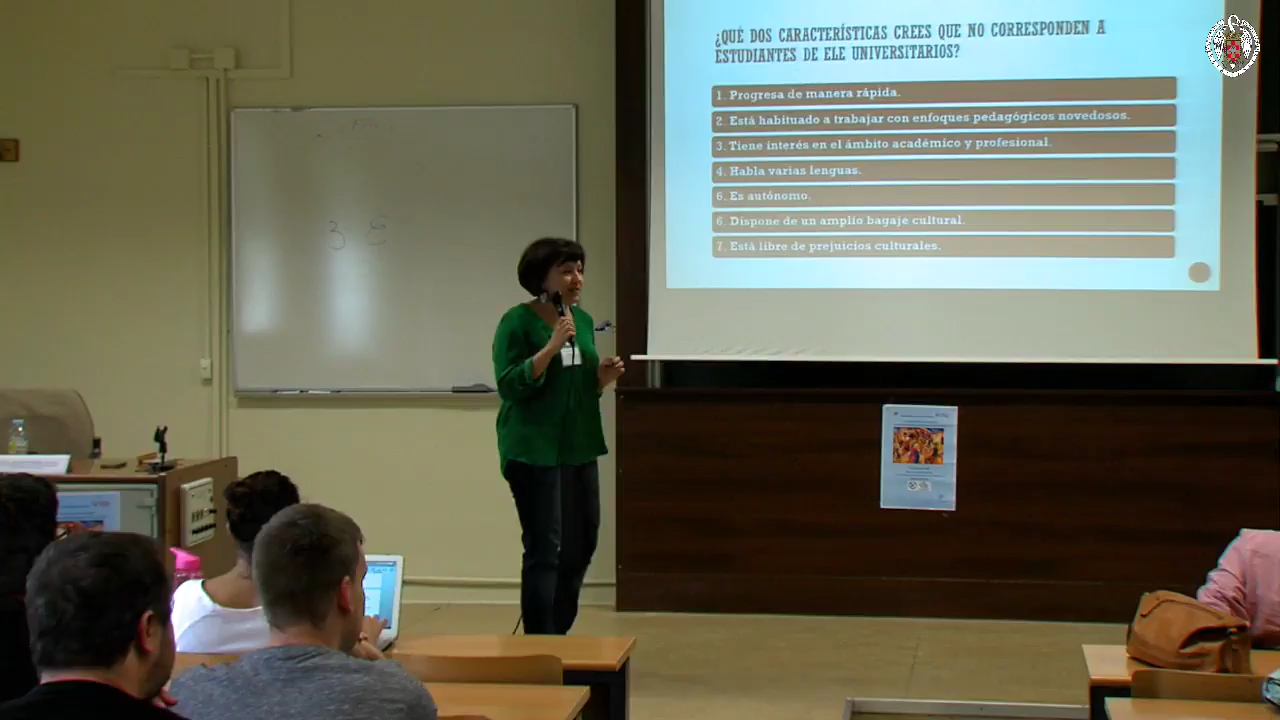 ¿QUÉ DOS CARACTERÍSTICAS CREES QUE NO CORRESPONDEN A
ESTUDIANTES DE ELE UNIVERSITARIOS?
1. Progresa de manera rápida.
2. Está habituado a trabajar con enfoques pedagógicos novedosos.
3. Tiene interés en el ámbito académico y profesional.
4. Habla varias lenguas.
5. Es autónomo.
6. Dispone de un amplio bagaje cultural.
7. Está libre de prejuicios culturales.
3 E